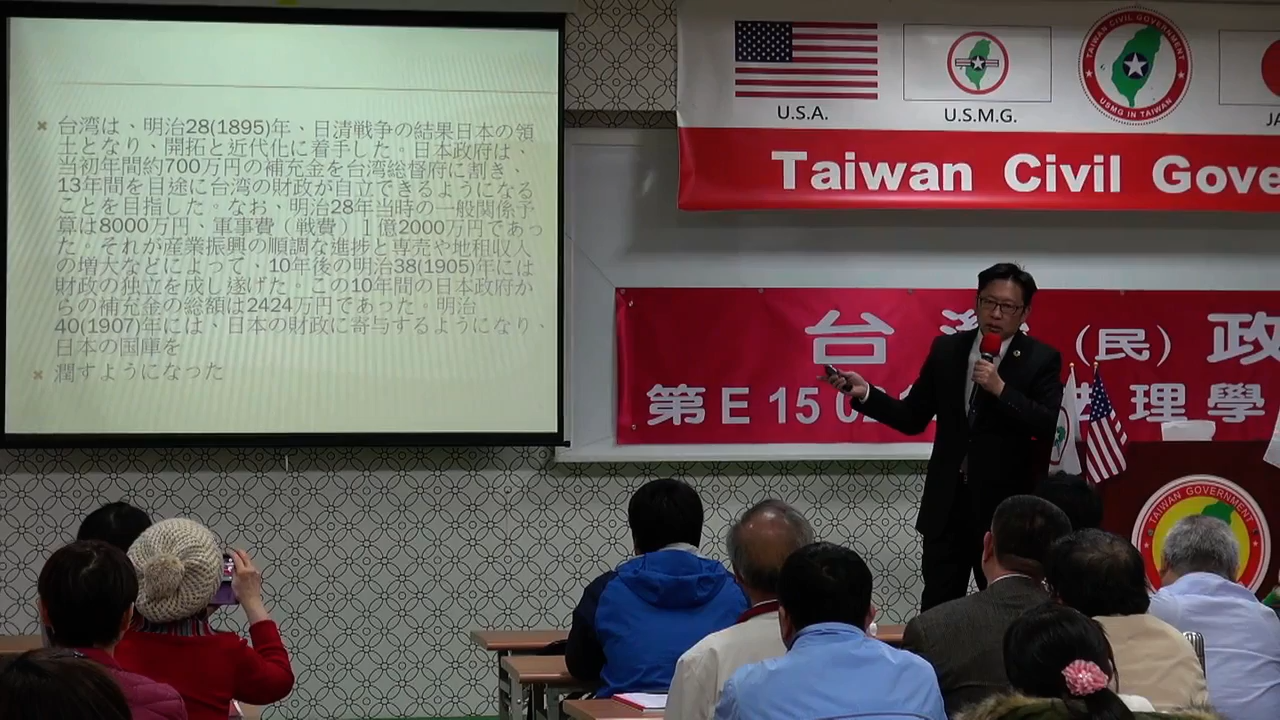 台湾は、明治28(1895)年、日清戦争の結果日本の領
土となり、開拓と近代化に着手した。日本政府は、
当初年間約700万円の補充金を台湾総督府に割き、
13年間を目途に台湾の財政が自立できるようになる
ことを目指した。なお、明治28年当時の一般関係予
算は8000万円、軍事費（戦費）1億2000万円であっ
た。それが産業振興の順調な進捗と専売や地租収入
の増大などによって、10年後の明治38(1905)年には
財政の独立を成し遂げた。この10年間の日本政府か
らの補充金の総額は2424万円であった。明治
40(1907)年には、日本の財政に寄与するようになり、
日本の国庫を
潤すようになった
U.S.A.
U.S.M.G.
TAIWAN CIVIL GOVERNMENT
USMG IN TAIWAN
JA
Taiwan Civil Gove
台 (民) 政
第 E 15 0 理 學
TAIWAN GOVERNMENT